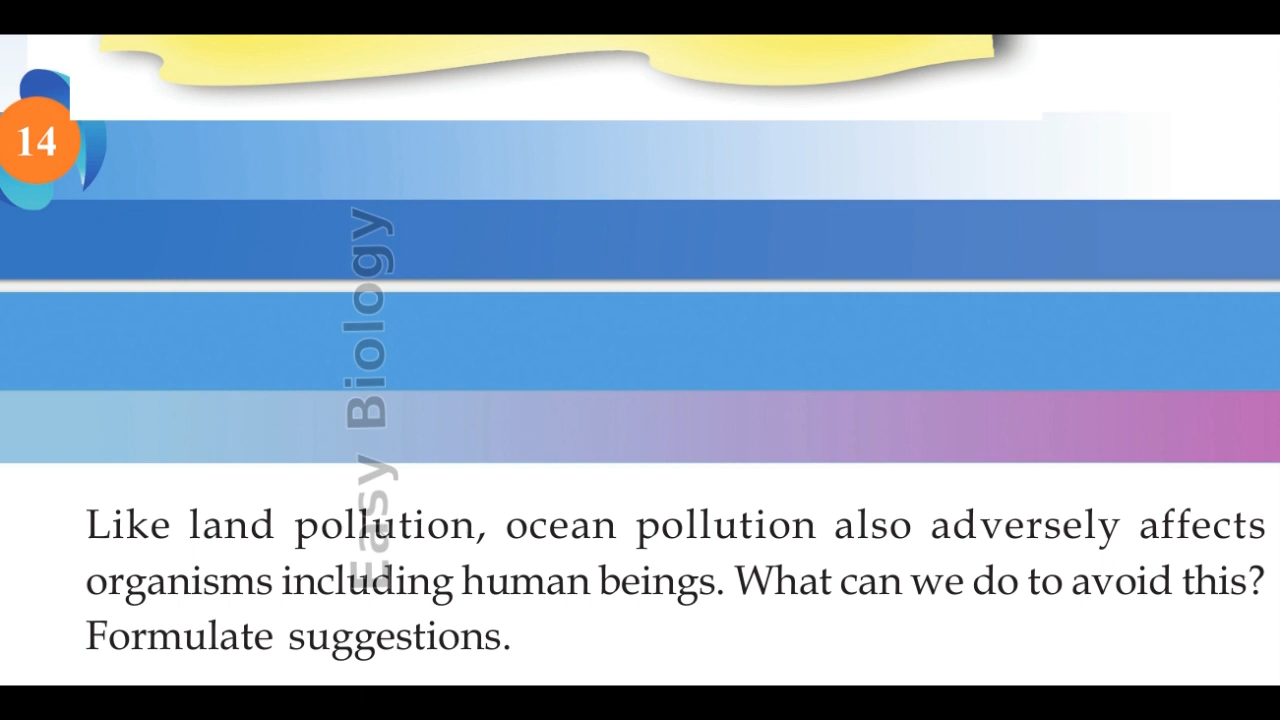 14
Easy Biology
Like land pollution, ocean pollution also adversely affects
organisms including human beings. What can we do to avoid this?
Formulate suggestions.